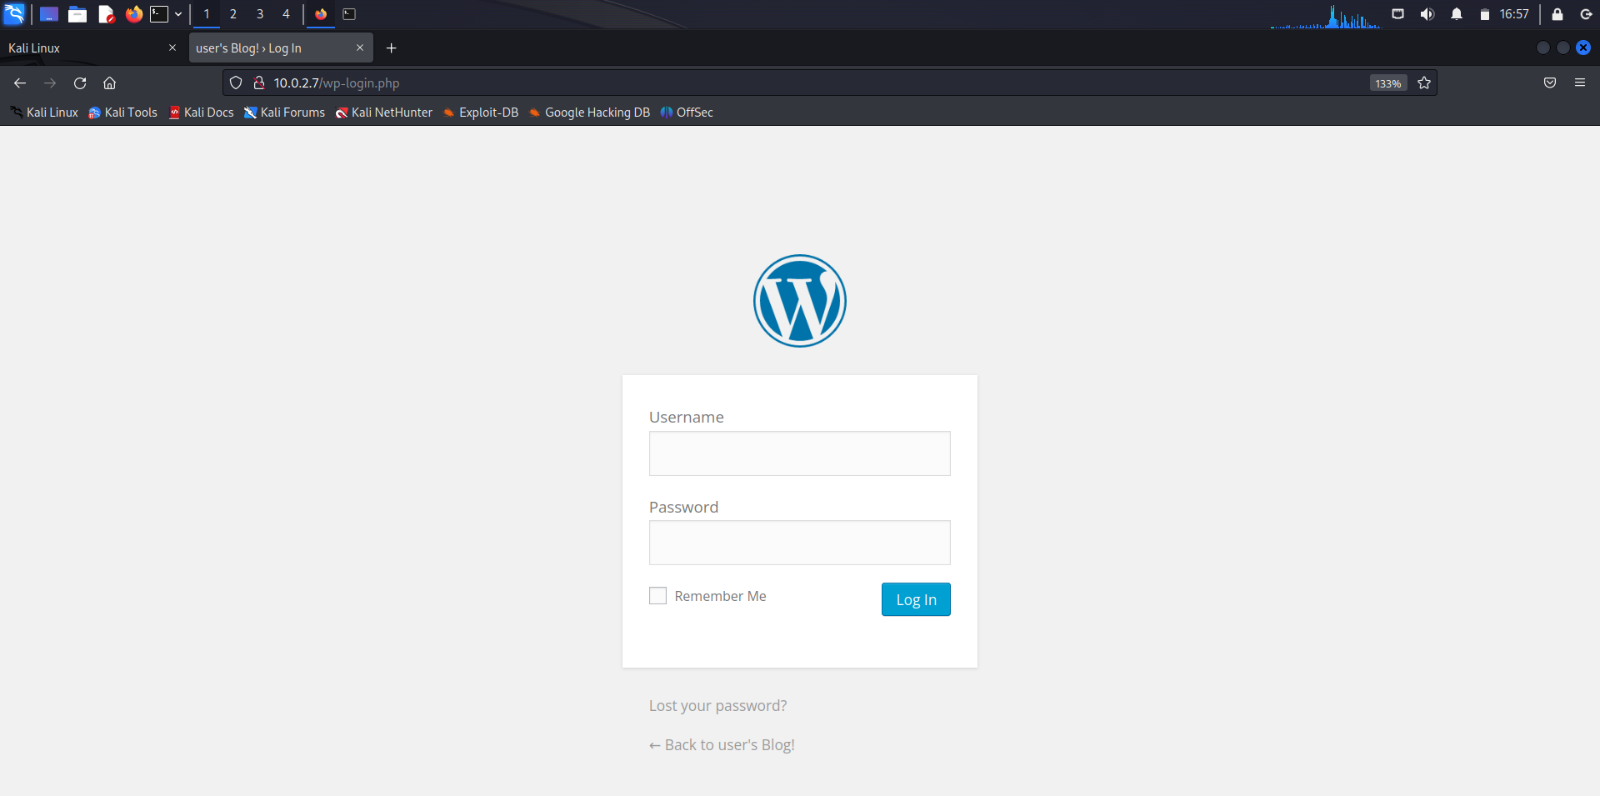 1 2 3 4 16:57
Kali Linux user's Blog! › Log In
10.0.2.7/wp-login.php 133%
Kali Linux Kali Tools Kali Docs Kali Forums Kali NetHunter Exploit-DB Google Hacking DB OffSec
Username
Password
Remember Me Log In
Lost your password?
← Back to user's Blog!